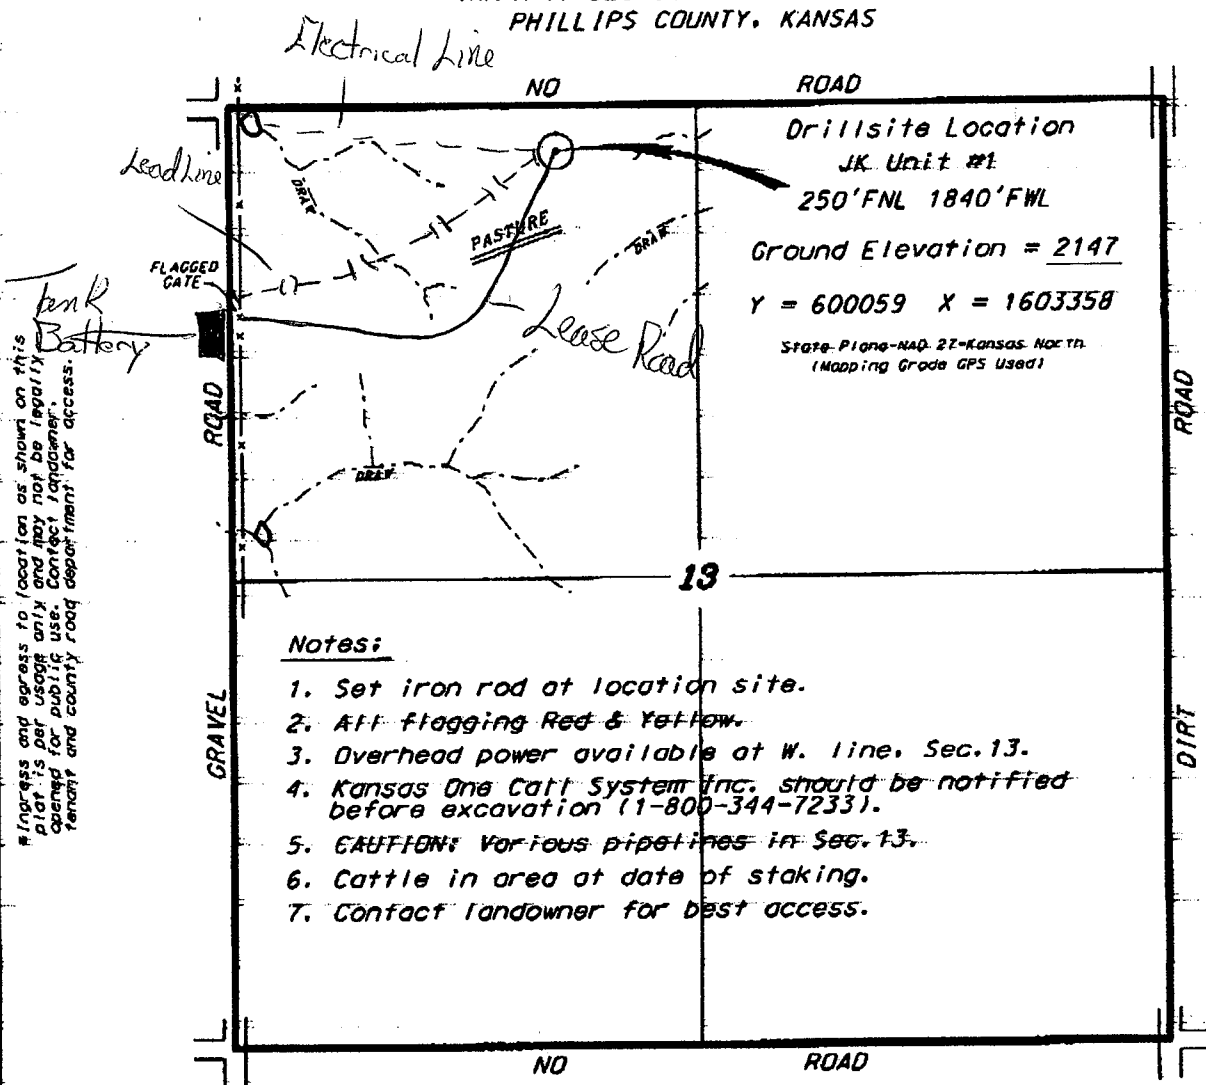 PHILLIPS COUNTY, KANSAS
Electrical Line
NO ROAD
Drillsite Location
JK Unit #1
250'FNL 1840'FWL
Lead Line
DRAW
PASTURE
DRAW
Ground Elevation = 2147
FLAGGED
GATE
Tank
Battery
Y = 600059 X = 1603358
Lease Road
State Plane-NAD 27-Kansas North
(Mapping Grade GPS Used)
ROAD
ROAD
DRAW
*Ingress and egress to location as shown on this
plat is per usage only and may not be legally
opened for public use. Contact landowner,
tenant and county road department for access.
13
Notes:
1. Set iron rod at location site.
2. All flagging Red & Yellow.
3. Overhead power available at W. line, Sec.13.
4. Kansas One Call System Inc. should be notified
before excavation (1-800-344-7233).
5. CAUTION: Various pipelines in Sec.13.
6. Cattle in area at date of staking.
7. Contact landowner for best access.
GRAVEL
DIRT
NO ROAD